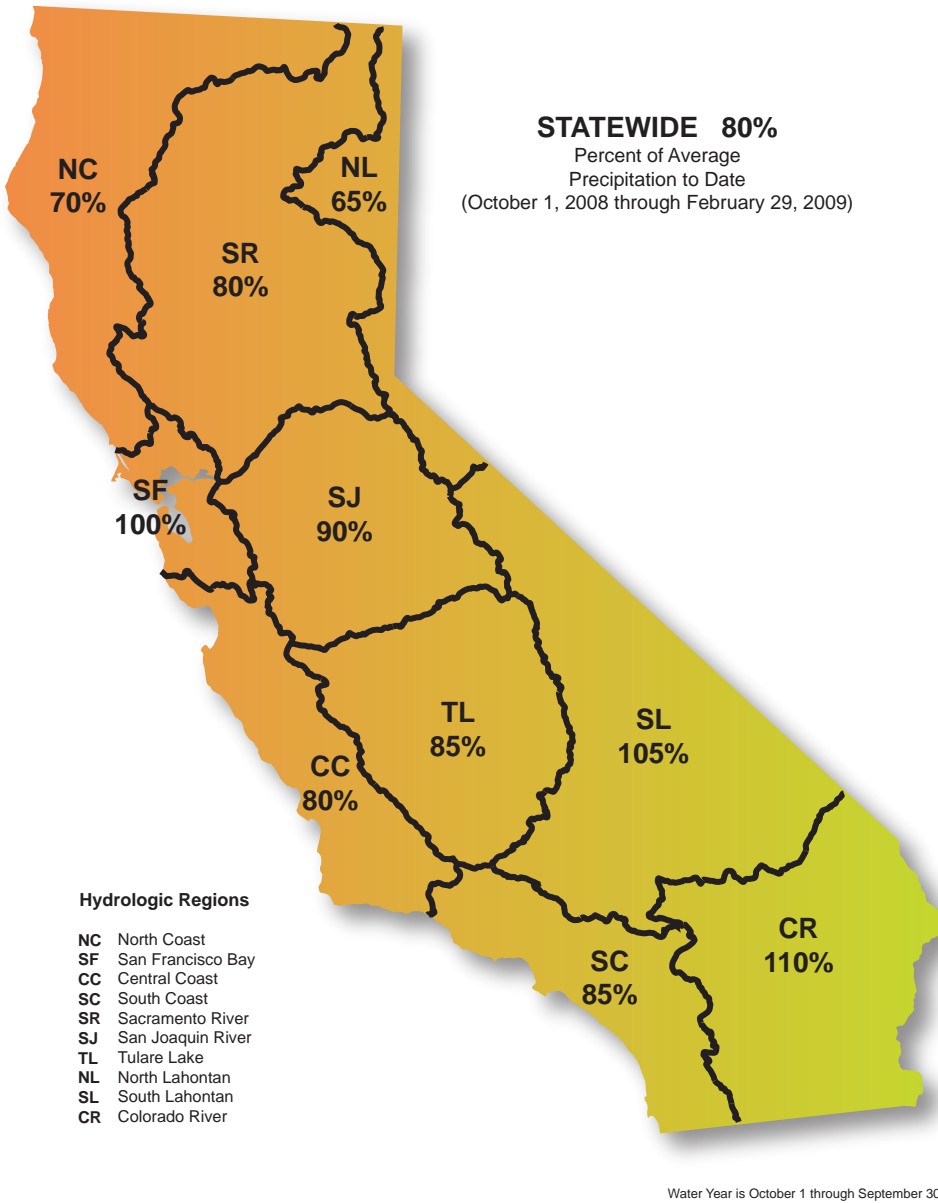 STATEWIDE 80%
Percent of Average
Precipitation to Date
(October 1, 2008 through February 29, 2009)
NC
70%
NL
65%
SR
80%
SF
100%
SJ
90%
TL
85%
SL
105%
CC
80%
CR
110%
SC
85%
Hydrologic Regions
NC North Coast
SF San Francisco Bay
CC Central Coast
SC South Coast
SR Sacramento River
SJ San Joaquin River
TL Tulare Lake
NL North Lahontan
SL South Lahontan
CR Colorado River
Water Year is October 1 through September 30